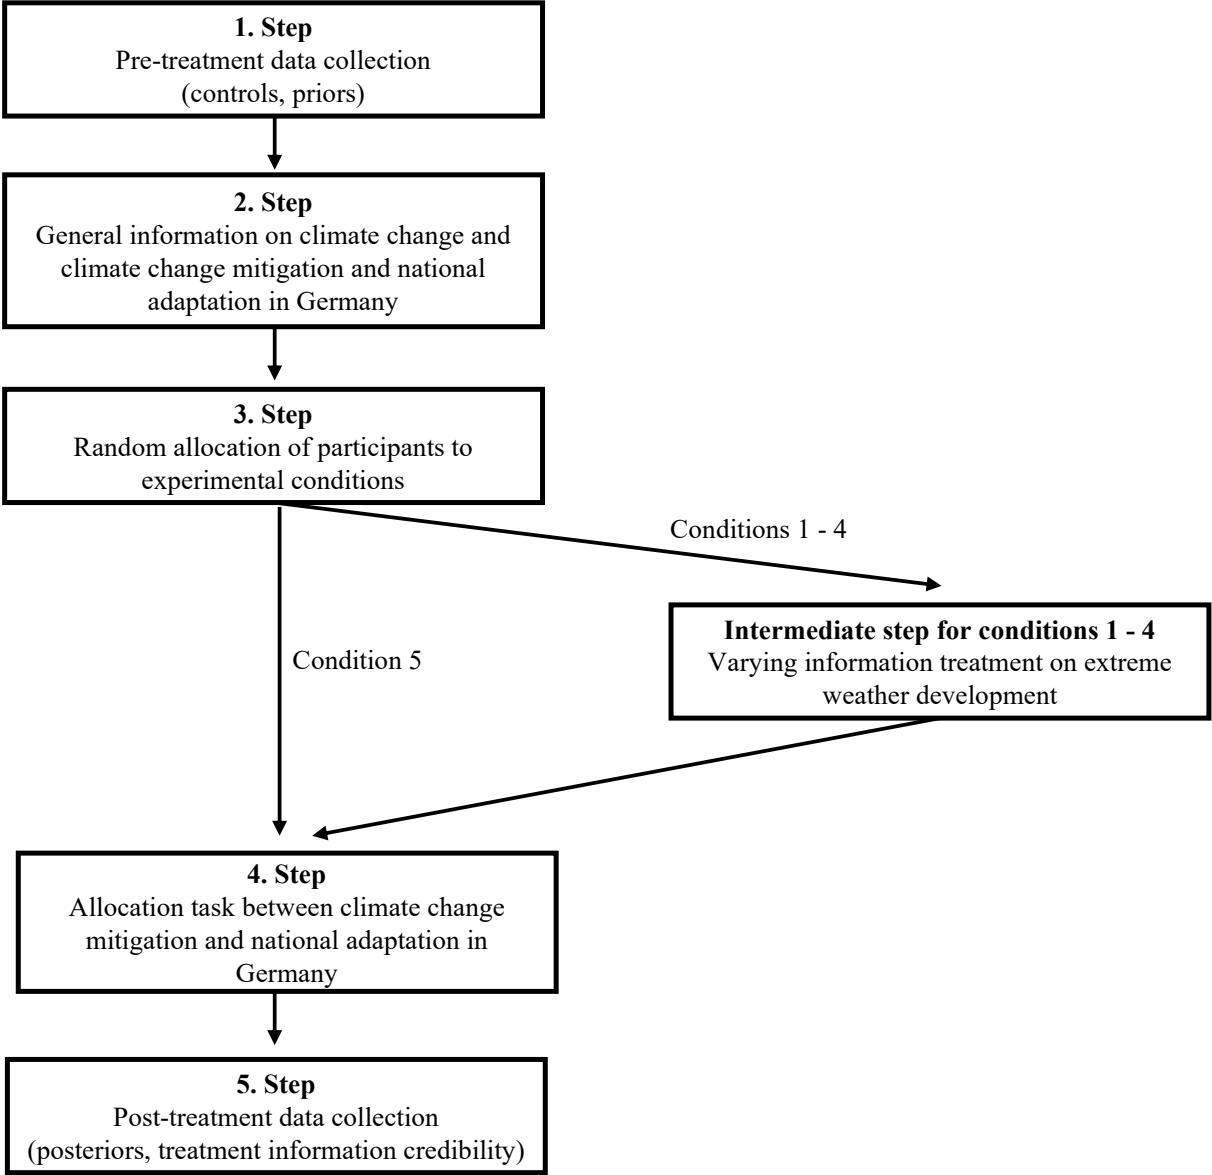 1. Step
Pre-treatment data collection
(controls, priors)
2. Step
General information on climate change and
climate change mitigation and national
adaptation in Germany
3. Step
Random allocation of participants to
experimental conditions
Conditions 1 - 4
Intermediate step for conditions 1 - 4
Varying information treatment on extreme
weather development
Condition 5
4. Step
Allocation task between climate change
mitigation and national adaptation in
Germany
5. Step
Post-treatment data collection
(posteriors, treatment information credibility)